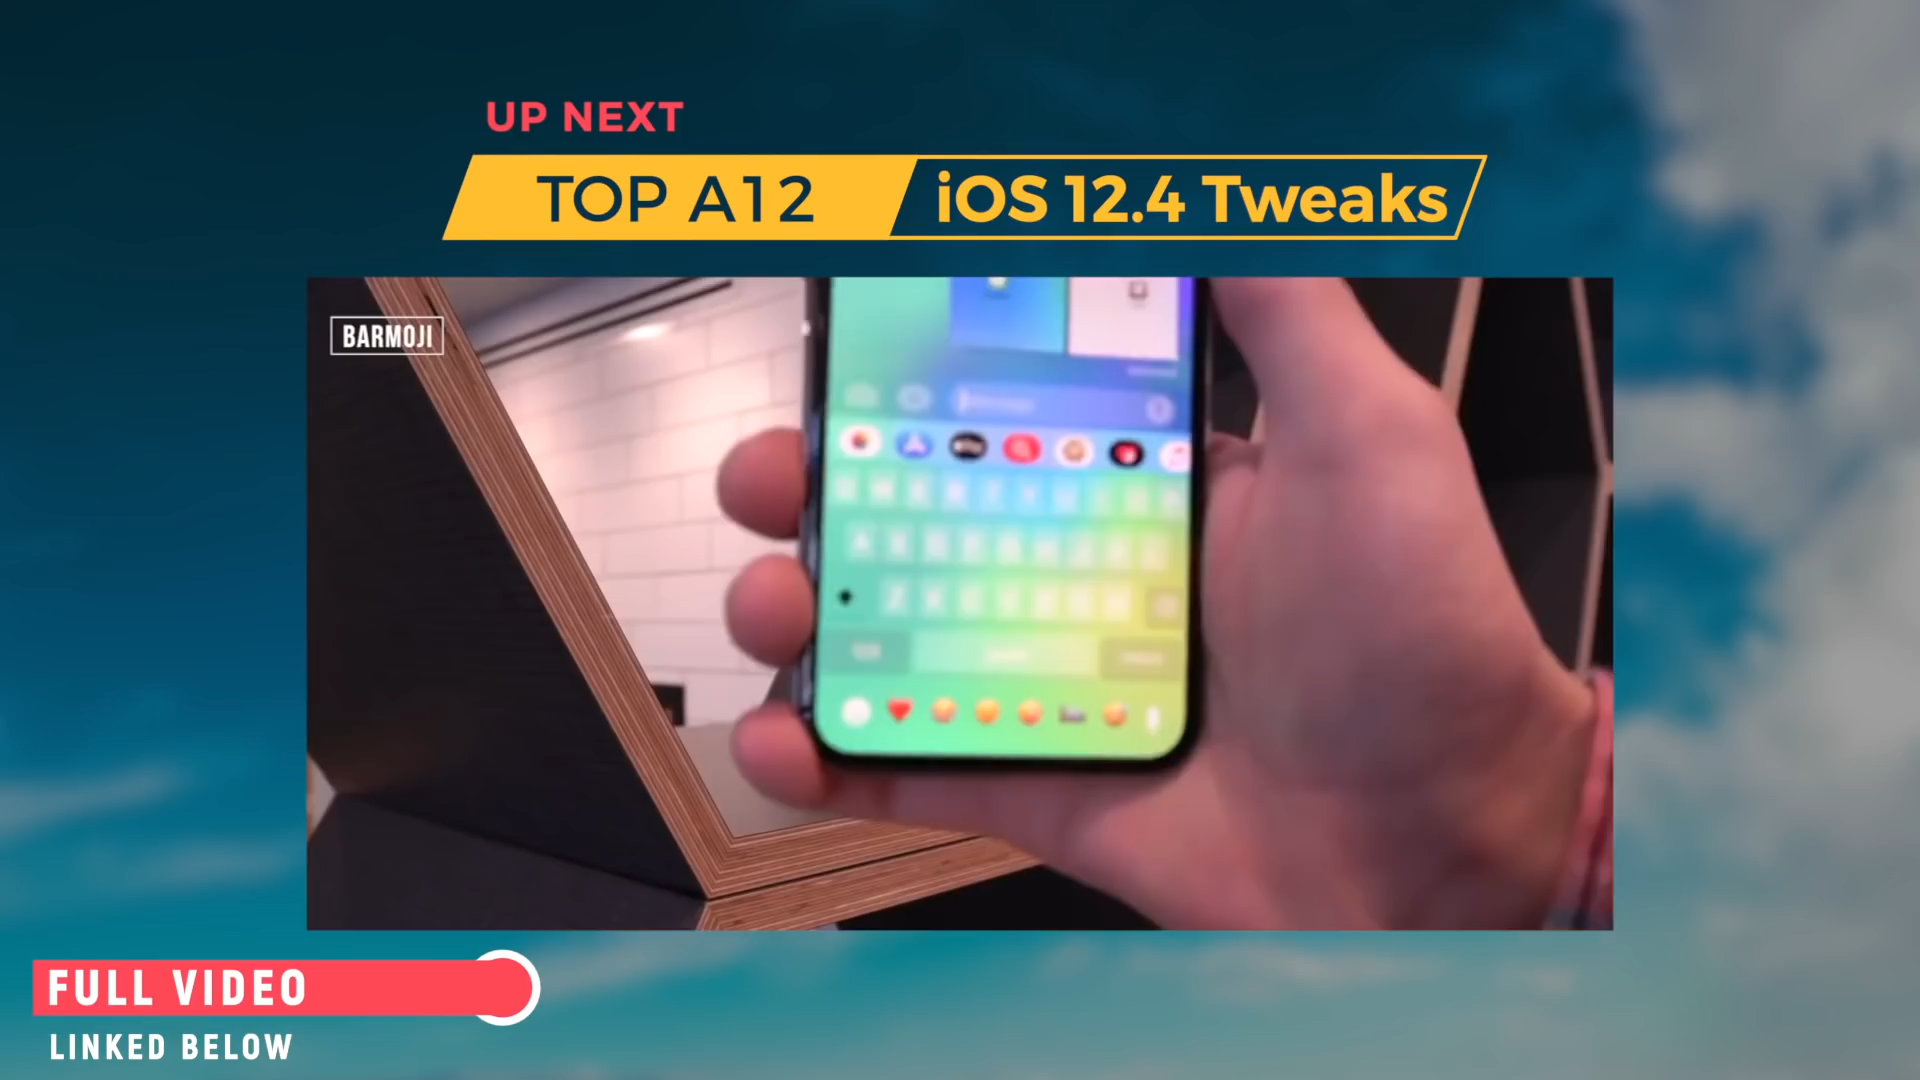 UP NEXT
TOP A12
iOS 12.4 Tweaks
BARMOJI
FULL VIDEO
LINKED BELOW